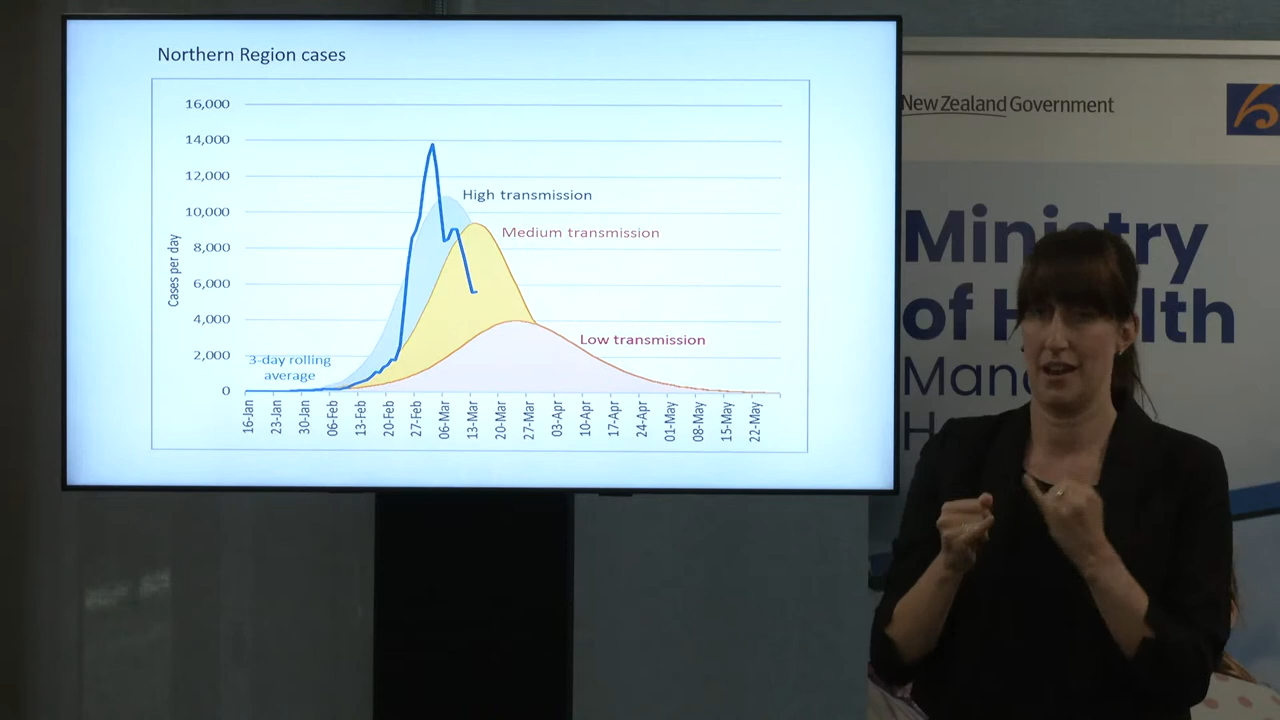 Northern Region cases
16,000
14,000
12,000
10,000
8,000
6,000
4,000
2,000
0
Cases per day
High transmission
Medium transmission
Low transmission
3-day rolling
average
16-Jan
23-Jan
30-Jan
06-Feb
13-Feb
20-Feb
27-Feb
06-Mar
13-Mar
20-Mar
27-Mar
03-Apr
10-Apr
17-Apr
24-Apr
01-May
08-May
15-May
22-May
New Zealand Government
Ministry
of Health